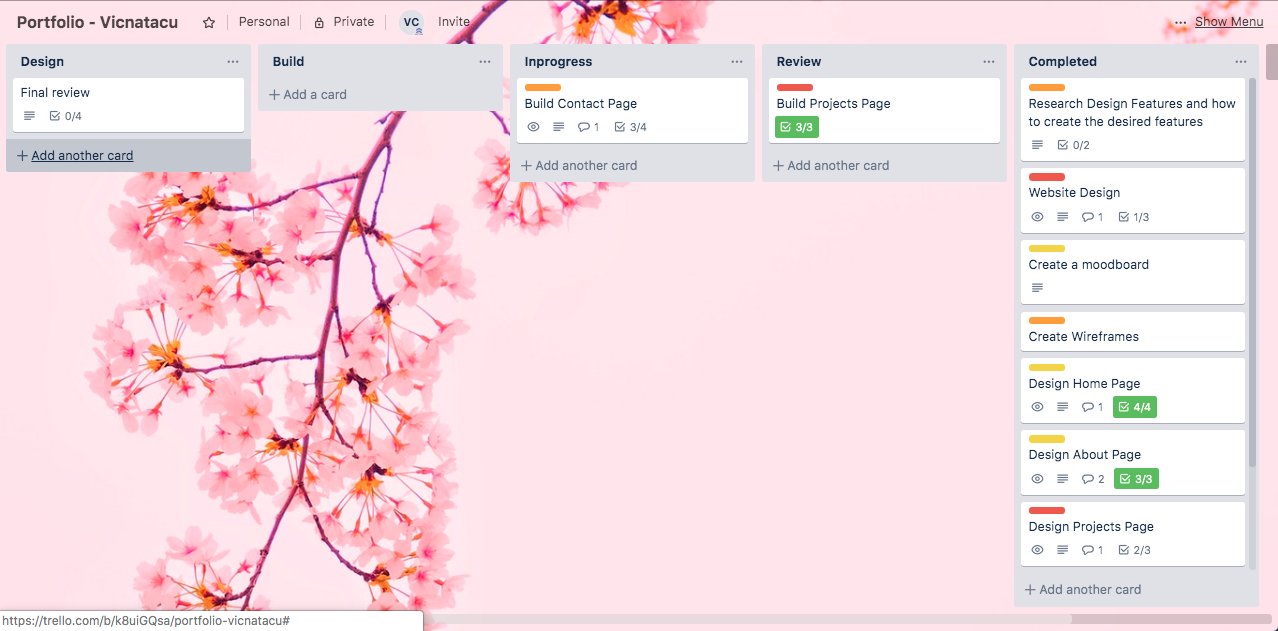 Portfolio - Vicnatacu
Personal
Private
VC
Invite
... Show Menu
Design ...
Final review
0/4
+ Add another card
Build ...
+ Add a card
Inprogress ...
Build Contact Page
1 3/4
+ Add another card
Review ...
Build Projects Page
3/3
+ Add another card
Completed ...
Research Design Features and how
to create the desired features
0/2
Website Design
1 1/3
Create a moodboard
Create Wireframes
Design Home Page
1 4/4
Design About Page
2 3/3
Design Projects Page
1 2/3
+ Add another card
https://trello.com/b/k8uiGQsa/portfolio-vicnatacu#